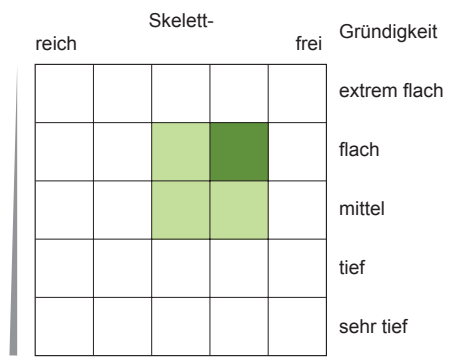 Skelett-
reich frei
Gründigkeit
extrem flach
flach
mittel
tief
sehr tief